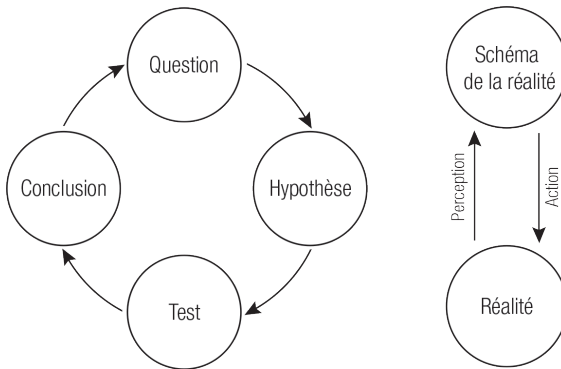 Question
Hypothèse
Test
Conclusion
Schéma
de la réalité
Perception
Action
Réalité